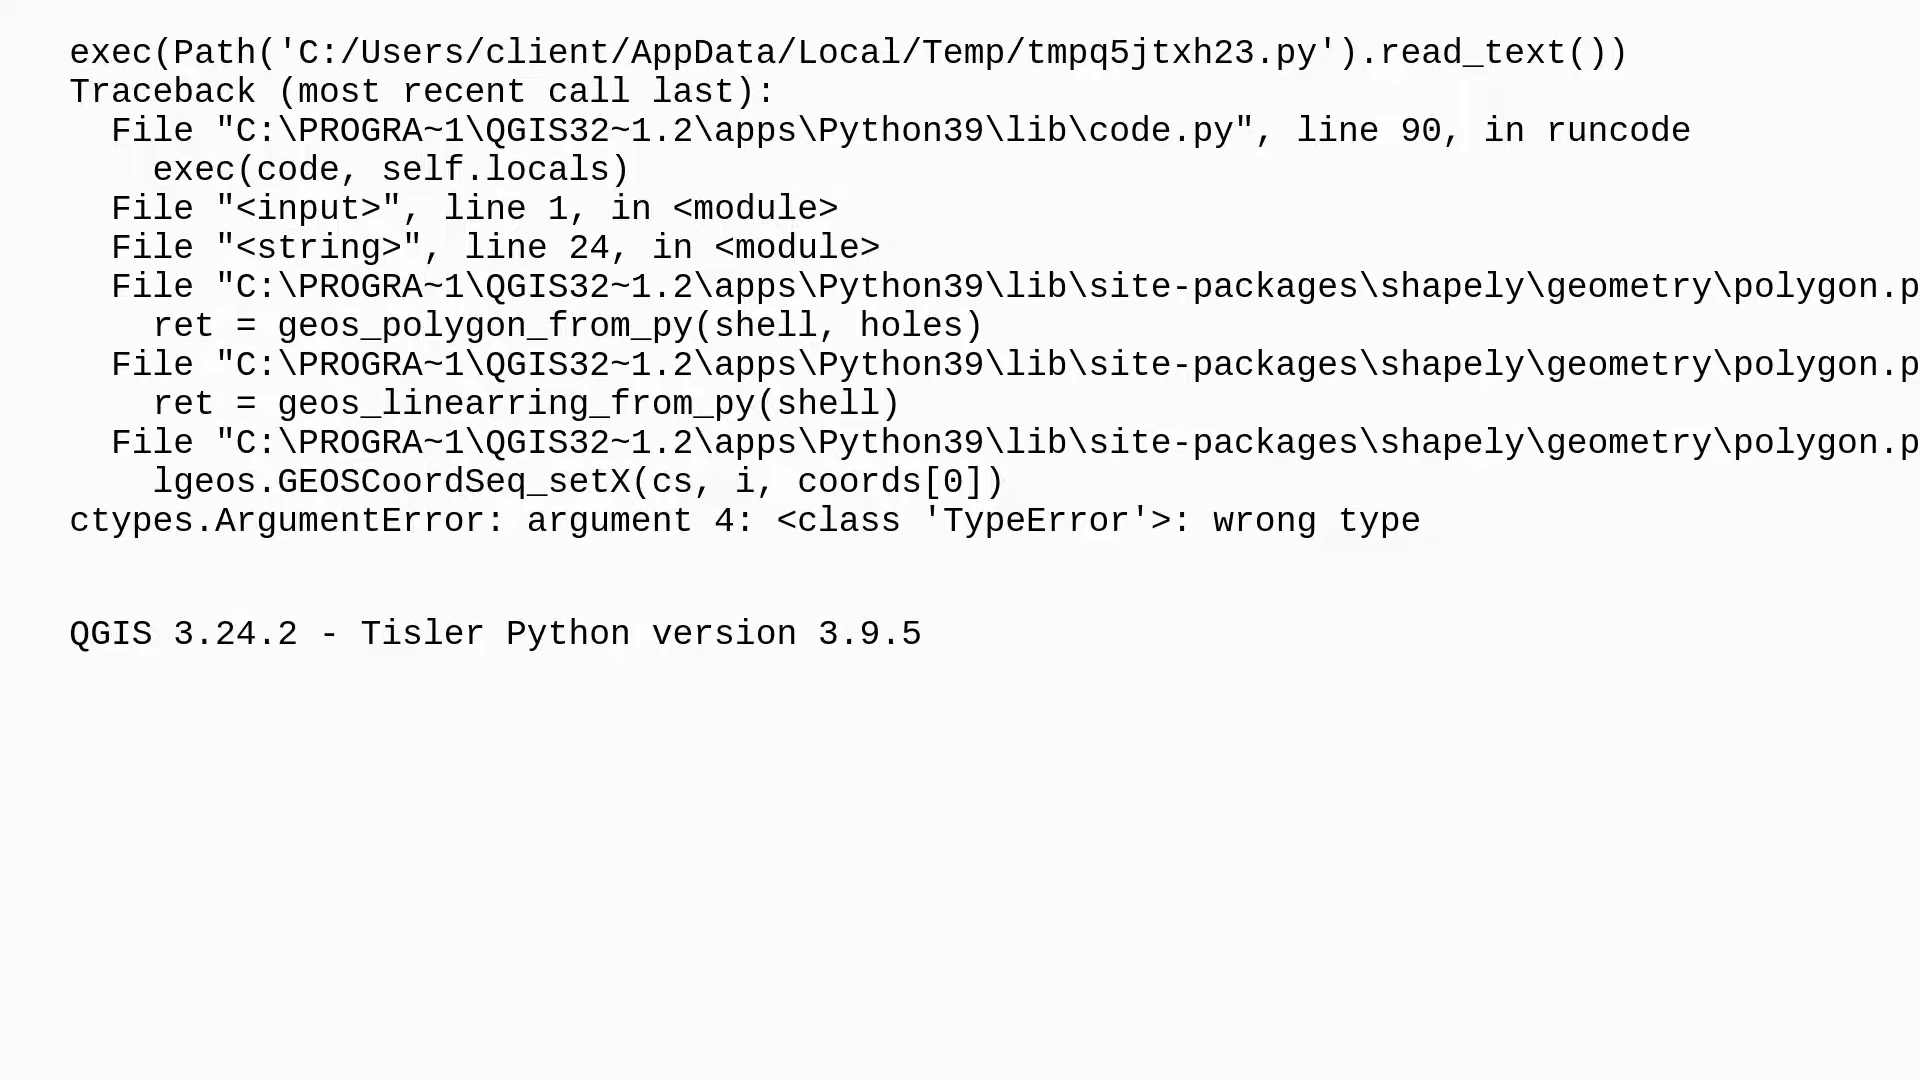 exec(Path('C:/Users/client/AppData/Local/Temp/tmpq5jtxh23.py').read_text())
Traceback (most recent call last):
  File "C:\PROGRA~1\QGIS32~1.2\apps\Python39\lib\code.py", line 90, in runcode
    exec(code, self.locals)
  File "<input>", line 1, in <module>
  File "<string>", line 24, in <module>
  File "C:\PROGRA~1\QGIS32~1.2\apps\Python39\lib\site-packages\shapely\geometry\polygon.p
    ret = geos_polygon_from_py(shell, holes)
  File "C:\PROGRA~1\QGIS32~1.2\apps\Python39\lib\site-packages\shapely\geometry\polygon.p
    ret = geos_linearring_from_py(shell)
  File "C:\PROGRA~1\QGIS32~1.2\apps\Python39\lib\site-packages\shapely\geometry\polygon.p
    lgeos.GEOSCoordSeq_setX(cs, i, coords[0])
ctypes.ArgumentError: argument 4: <class 'TypeError'>: wrong type
QGIS 3.24.2 - Tisler Python version 3.9.5